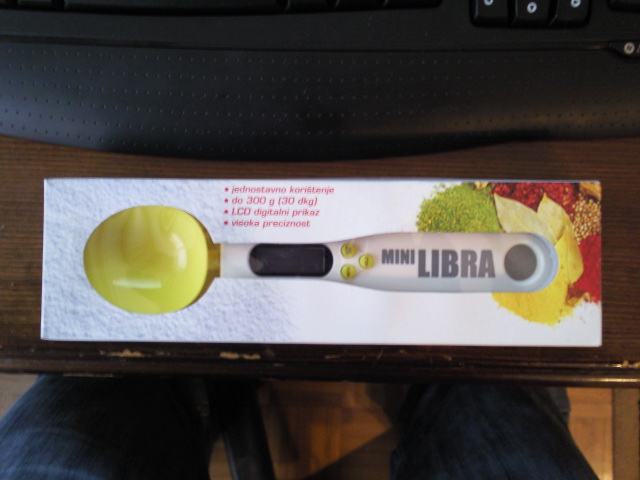 ★ jednostavno korištenje
★ do 300 g (30 dkg)
★ LCD digitalni prikaz
★ visoka preciznost
MINI LIBRA